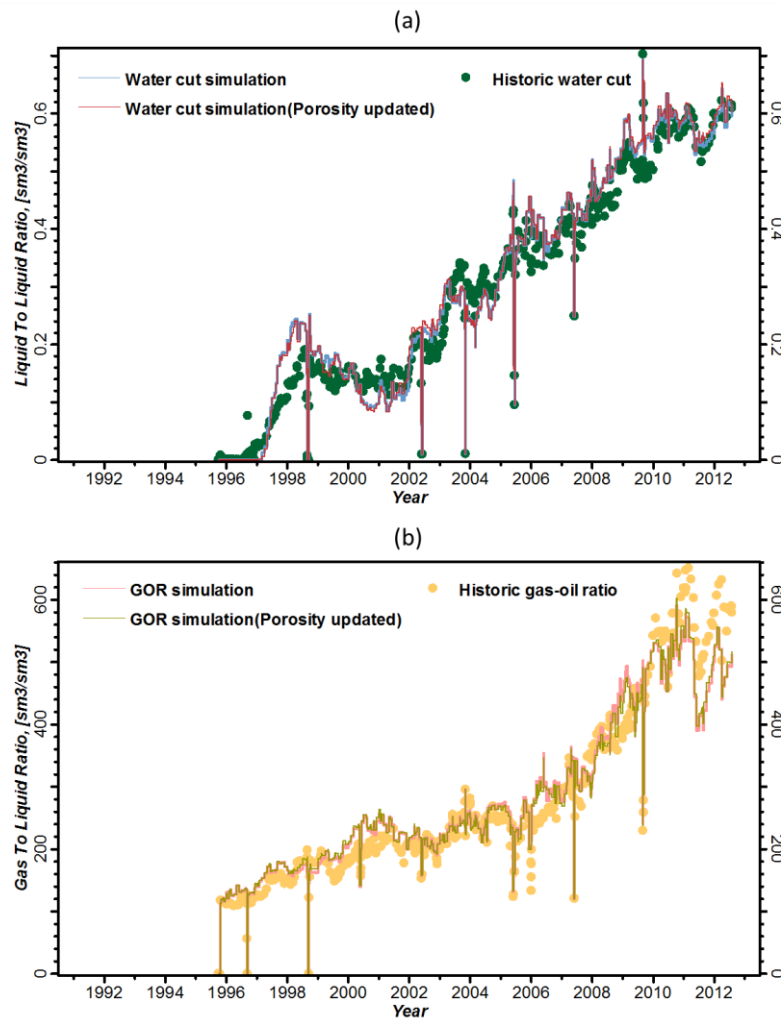 (a)
Water cut simulation
Historic water cut
Water cut simulation(Porosity updated)
Liquid To Liquid Ratio, [sm3/sm3]
0 0.2 0.4 0.6
0 0.2 0.4 0.6
1992 1994 1996 1998 2000 2002 2004 2006 2008 2010 2012
Year
(b)
GOR simulation
Historic gas-oil ratio
GOR simulation(Porosity updated)
Gas To Liquid Ratio, [sm3/sm3]
0 200 400 600
0 200 400 600
1992 1994 1996 1998 2000 2002 2004 2006 2008 2010 2012
Year